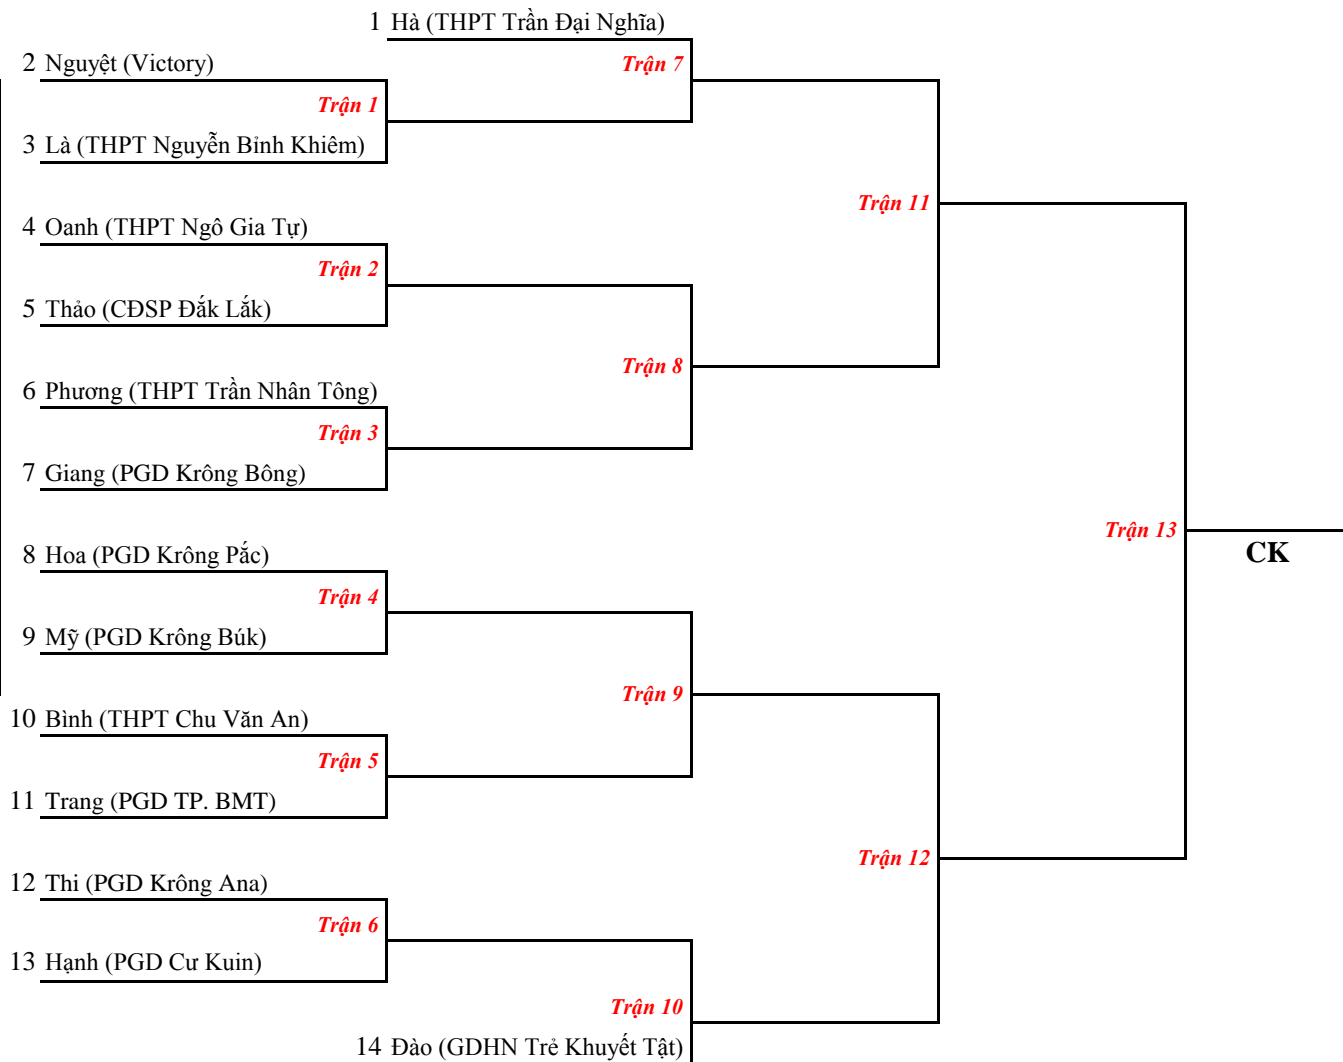 1 Hà (THPT Trần Đại Nghĩa)
2 Nguyệt (Victory)
Trận 7
Trận 1
3 Là (THPT Nguyễn Bỉnh Khiêm)
Trận 11
4 Oanh (THPT Ngô Gia Tự)
Trận 2
5 Thảo (CĐSP Đắk Lắk)
Trận 8
6 Phương (THPT Trần Nhân Tông)
Trận 3
7 Giang (PGD Krông Bông)
Trận 13
CK
8 Hoa (PGD Krông Pắc)
Trận 4
9 Mỹ (PGD Krông Búk)
Trận 9
10 Bình (THPT Chu Văn An)
Trận 5
11 Trang (PGD TP. BMT)
Trận 12
12 Thi (PGD Krông Ana)
Trận 6
13 Hạnh (PGD Cư Kuin)
Trận 10
14 Đào (GDHN Trẻ Khuyết Tật)